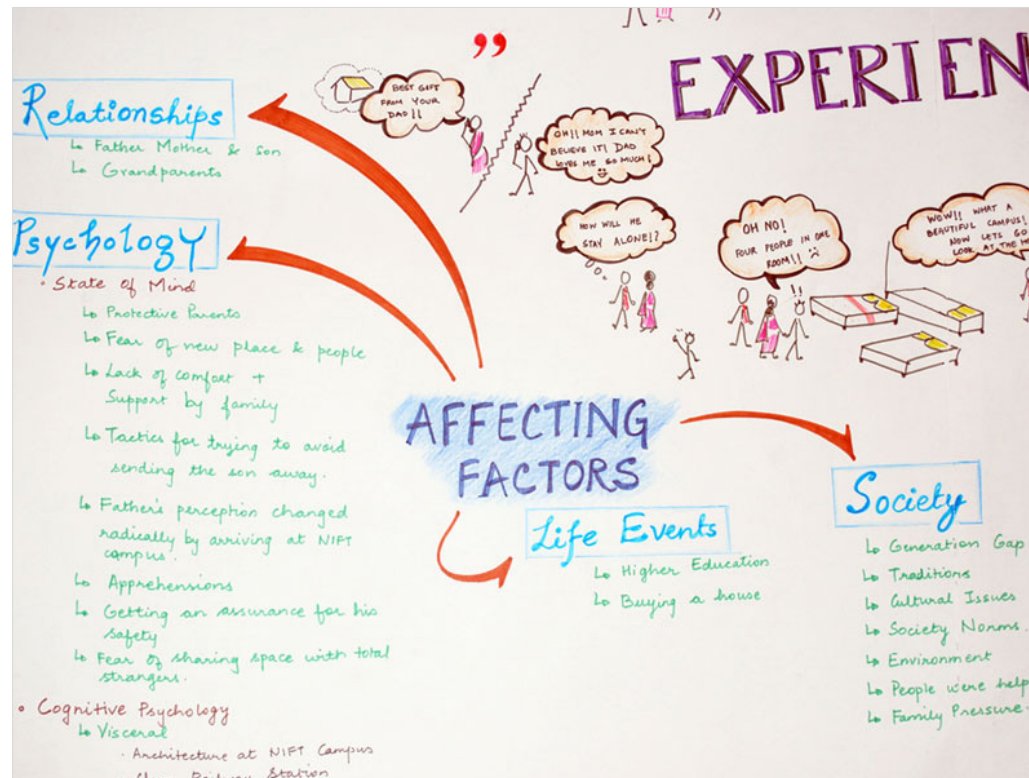 ”
EXPERIEN
BEST GIFT
FROM YOUR
DAD!!
OH!! MOM I CAN'T
BELIEVE IT! DAD
LOVES ME SO MUCH!
HOW WILL HE
STAY ALONE!?
OH NO!
FOUR PEOPLE IN ONE
ROOM!!
!!
WOW!! WHAT A
BEAUTIFUL CAMPUS!
NOW LETS GO
LOOK AT THE
Relationships
Father Mother & son
Grandparents
Psychology
• State of Mind
Protective Parents
Fear of new place & people
Lack of comfort +
Support by family
Tactics for trying to avoid
sending the son away.
Father's perception changed
radically by arriving at NIFT
campus.
Apprehensions
Getting an assurance for his
safety
Fear of sharing space with total
strangers.
• Cognitive Psychology
Visceral
• Architecture at NIFT Campus
Railway Station
AFFECTING
FACTORS
Life Events
Higher Education
Buying a house
Society
Generation Gap
Traditions
Cultural Issues
Society Norms.
Environment
People were help
Family Pressure.